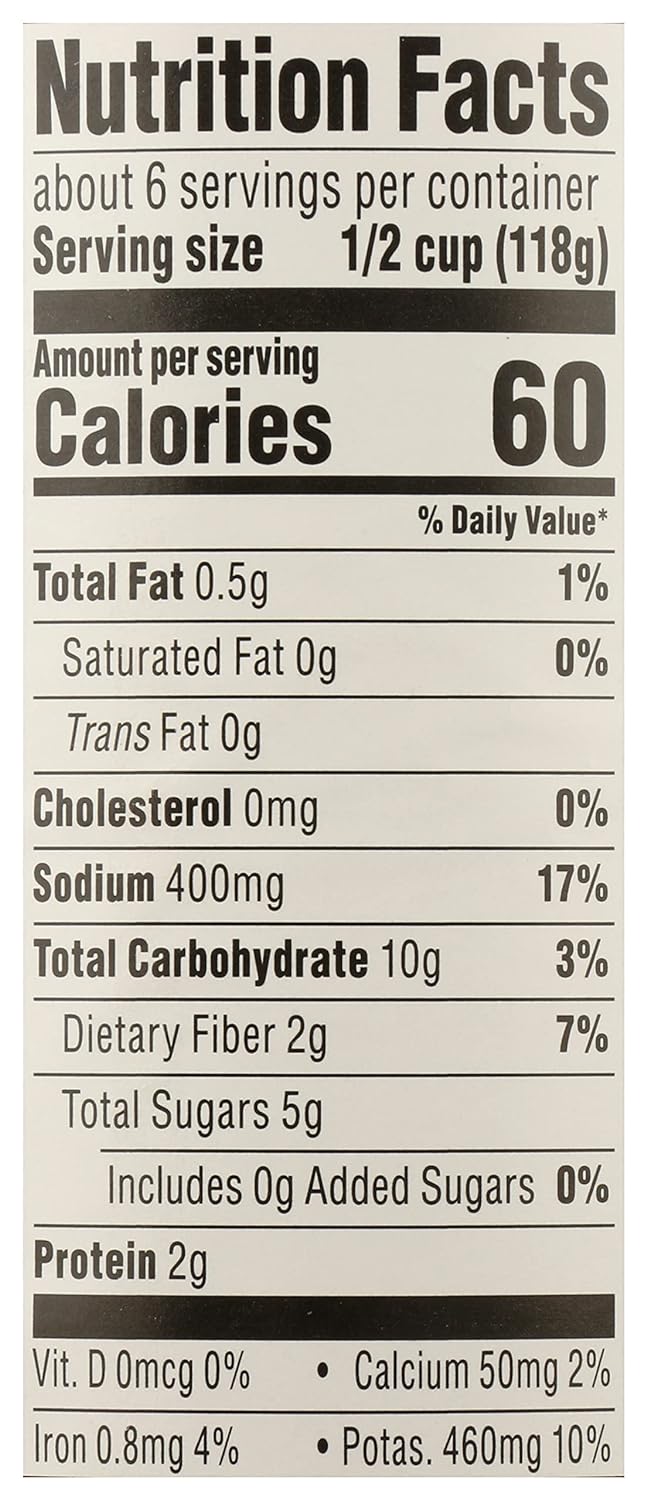 Nutrition Facts
about 6 servings per container
Serving size 1/2 cup (118g)
Amount per serving
Calories 60
% Daily Value*
Total Fat 0.5g 1%
Saturated Fat 0g 0%
Trans Fat 0g
Cholesterol 0mg 0%
Sodium 400mg 17%
Total Carbohydrate 10g 3%
Dietary Fiber 2g 7%
Total Sugars 5g
Includes 0g Added Sugars 0%
Protein 2g
Vit. D 0mcg 0% • Calcium 50mg 2%
Iron 0.8mg 4% • Potas. 460mg 10%